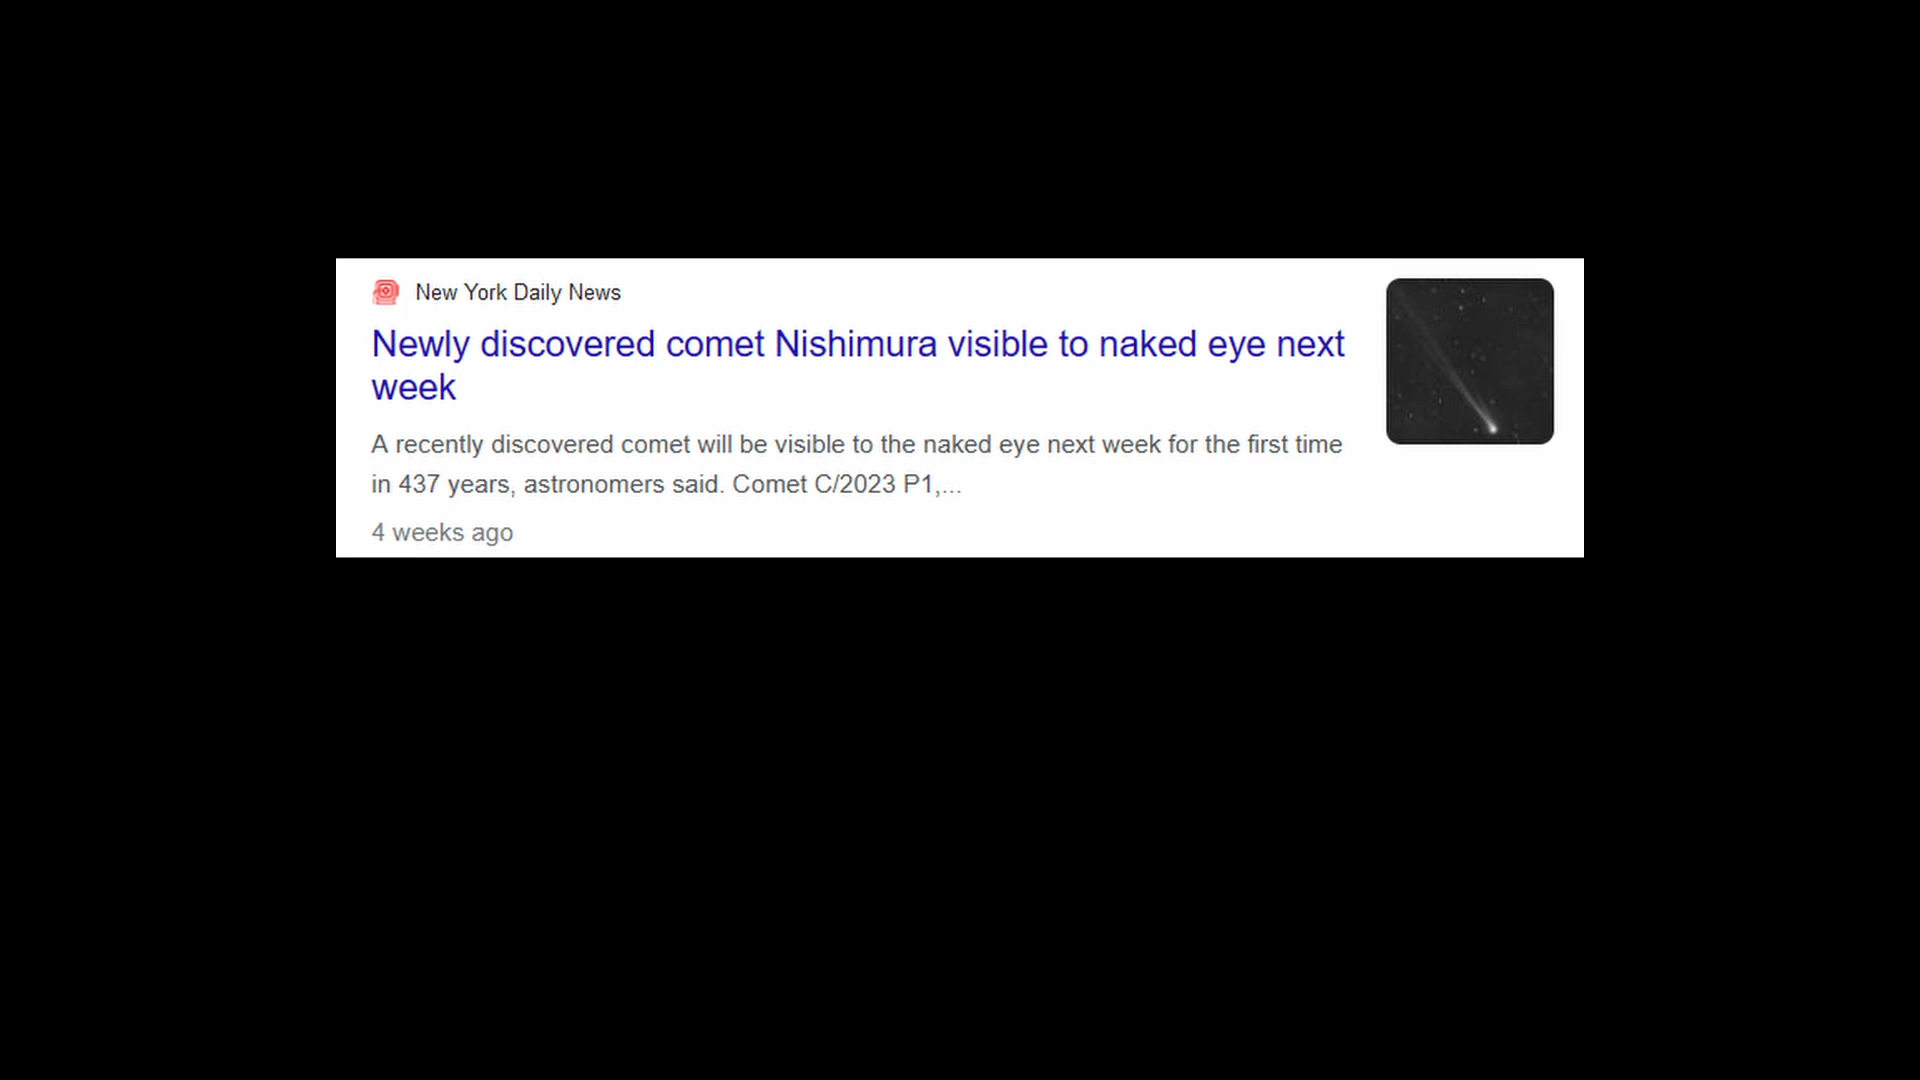 New York Daily News
Newly discovered comet Nishimura visible to naked eye next
week
A recently discovered comet will be visible to the naked eye next week for the first time
in 437 years, astronomers said. Comet C/2023 P1,...
4 weeks ago